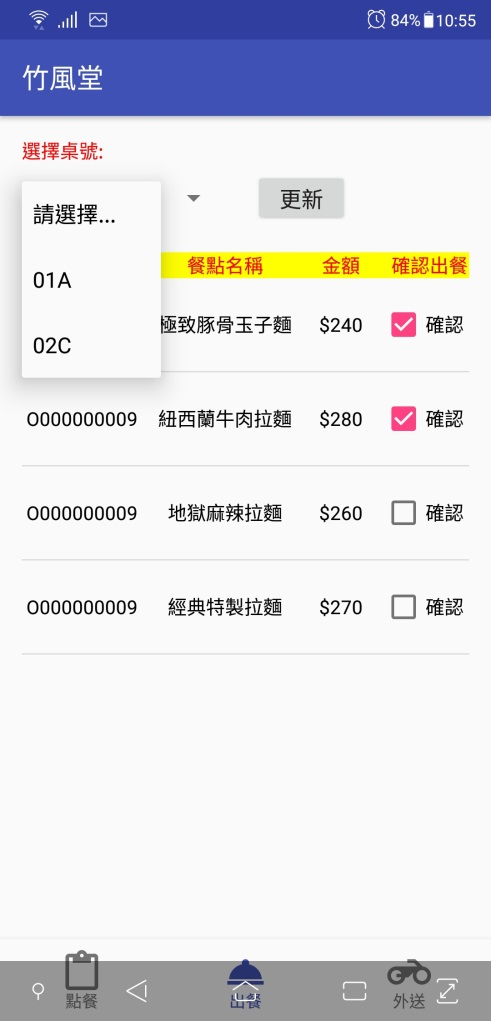 84% 10:55
竹風堂
選擇桌號:
請選擇... 更新
01A
02C
餐點名稱 金額 確認出餐
極致豚骨玉子麵 $240 確認
O000000009 紐西蘭牛肉拉麵 $280 確認
O000000009 地獄麻辣拉麵 $260 確認
O000000009 經典特製拉麵 $270 確認
點餐 出餐 外送